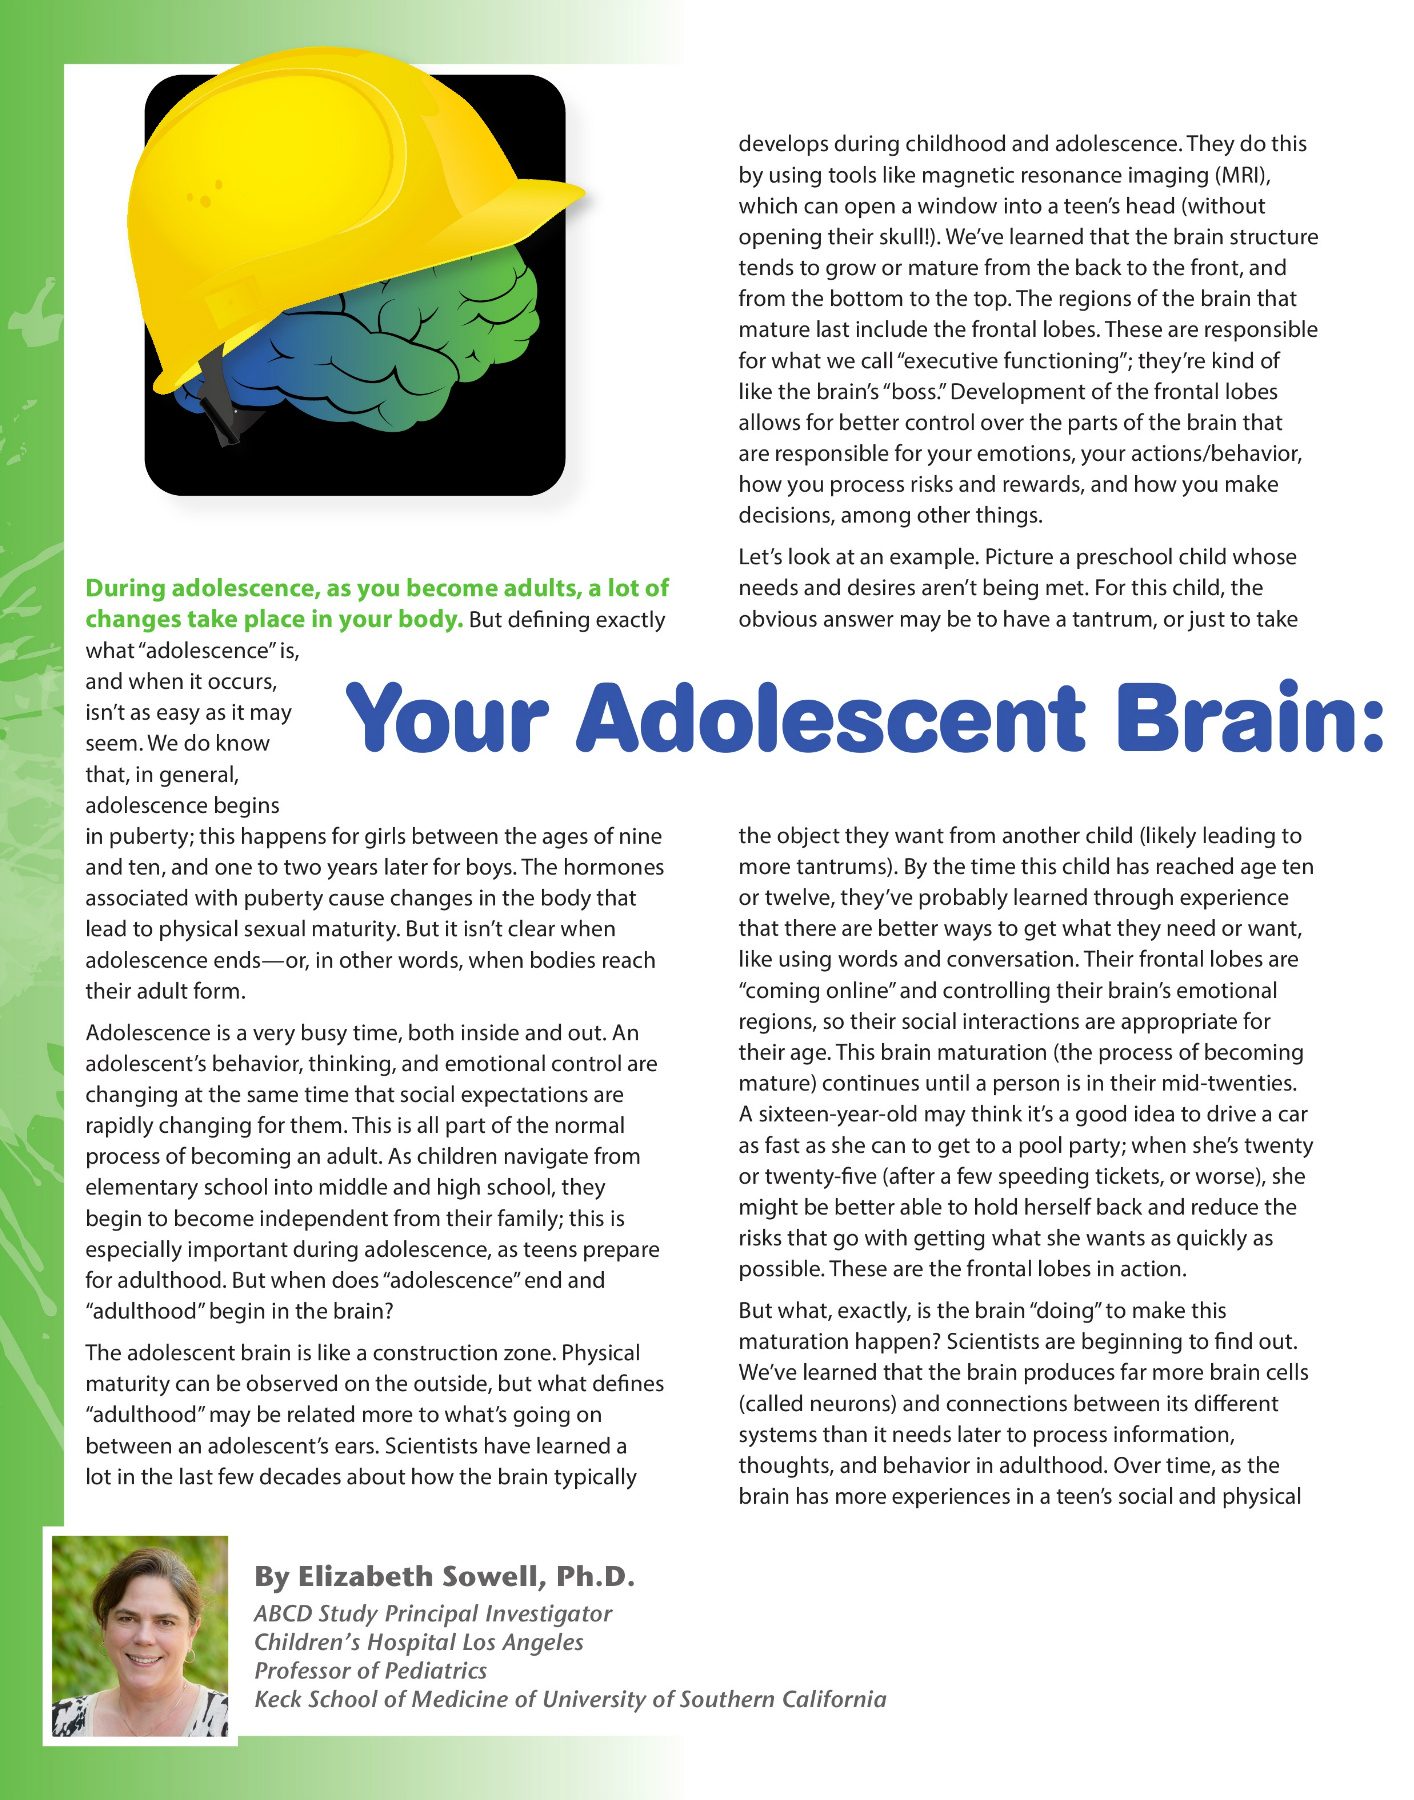 During adolescence, as you become adults, a lot of
changes take place in your body. But defining exactly
what “adolescence” is,
and when it occurs,
isn’t as easy as it may
seem. We do know
that, in general,
adolescence begins
in puberty; this happens for girls between the ages of nine
and ten, and one to two years later for boys. The hormones
associated with puberty cause changes in the body that
lead to physical sexual maturity. But it isn’t clear when
adolescence ends—or, in other words, when bodies reach
their adult form.
Adolescence is a very busy time, both inside and out. An
adolescent’s behavior, thinking, and emotional control are
changing at the same time that social expectations are
rapidly changing for them. This is all part of the normal
process of becoming an adult. As children navigate from
elementary school into middle and high school, they
begin to become independent from their family; this is
especially important during adolescence, as teens prepare
for adulthood. But when does “adolescence” end and
“adulthood” begin in the brain?
The adolescent brain is like a construction zone. Physical
maturity can be observed on the outside, but what defines
“adulthood” may be related more to what’s going on
between an adolescent’s ears. Scientists have learned a
lot in the last few decades about how the brain typically
develops during childhood and adolescence. They do this
by using tools like magnetic resonance imaging (MRI),
which can open a window into a teen’s head (without
opening their skull!). We’ve learned that the brain structure
tends to grow or mature from the back to the front, and
from the bottom to the top. The regions of the brain that
mature last include the frontal lobes. These are responsible
for what we call “executive functioning”; they’re kind of
like the brain’s “boss.” Development of the frontal lobes
allows for better control over the parts of the brain that
are responsible for your emotions, your actions/behavior,
how you process risks and rewards, and how you make
decisions, among other things.
Let’s look at an example. Picture a preschool child whose
needs and desires aren’t being met. For this child, the
obvious answer may be to have a tantrum, or just to take
Your Adolescent Brain:
the object they want from another child (likely leading to
more tantrums). By the time this child has reached age ten
or twelve, they’ve probably learned through experience
that there are better ways to get what they need or want,
like using words and conversation. Their frontal lobes are
“coming online” and controlling their brain’s emotional
regions, so their social interactions are appropriate for
their age. This brain maturation (the process of becoming
mature) continues until a person is in their mid-twenties.
A sixteen-year-old may think it’s a good idea to drive a car
as fast as she can to get to a pool party; when she’s twenty
or twenty-five (after a few speeding tickets, or worse), she
might be better able to hold herself back and reduce the
risks that go with getting what she wants as quickly as
possible. These are the frontal lobes in action.
But what, exactly, is the brain “doing” to make this
maturation happen? Scientists are beginning to find out.
We’ve learned that the brain produces far more brain cells
(called neurons) and connections between its different
systems than it needs later to process information,
thoughts, and behavior in adulthood. Over time, as the
brain has more experiences in a teen’s social and physical
By Elizabeth Sowell, Ph.D.
ABCD Study Principal Investigator
Children’s Hospital Los Angeles
Professor of Pediatrics
Keck School of Medicine of University of Southern California